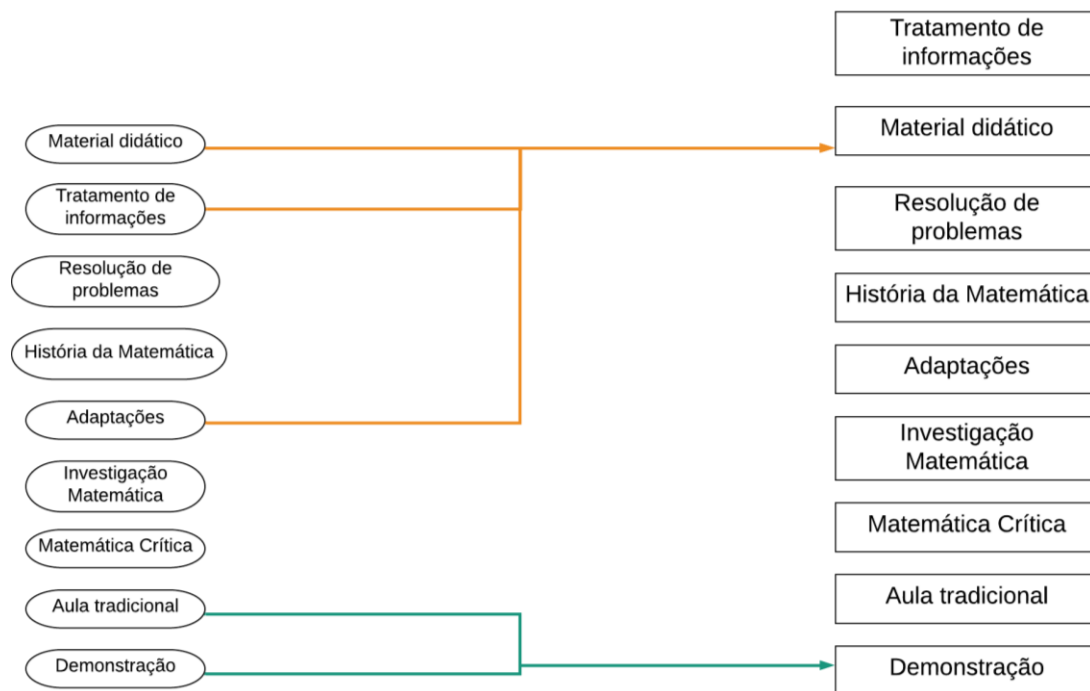 Material didático
Tratamento de
informações
Resolução de
problemas
História da Matemática
Adaptações
Investigação
Matemática
Matemática Crítica
Aula tradicional
Demonstração
Tratamento de
informações
Material didático
Resolução de
problemas
História da Matemática
Adaptações
Investigação
Matemática
Matemática Crítica
Aula tradicional
Demonstração